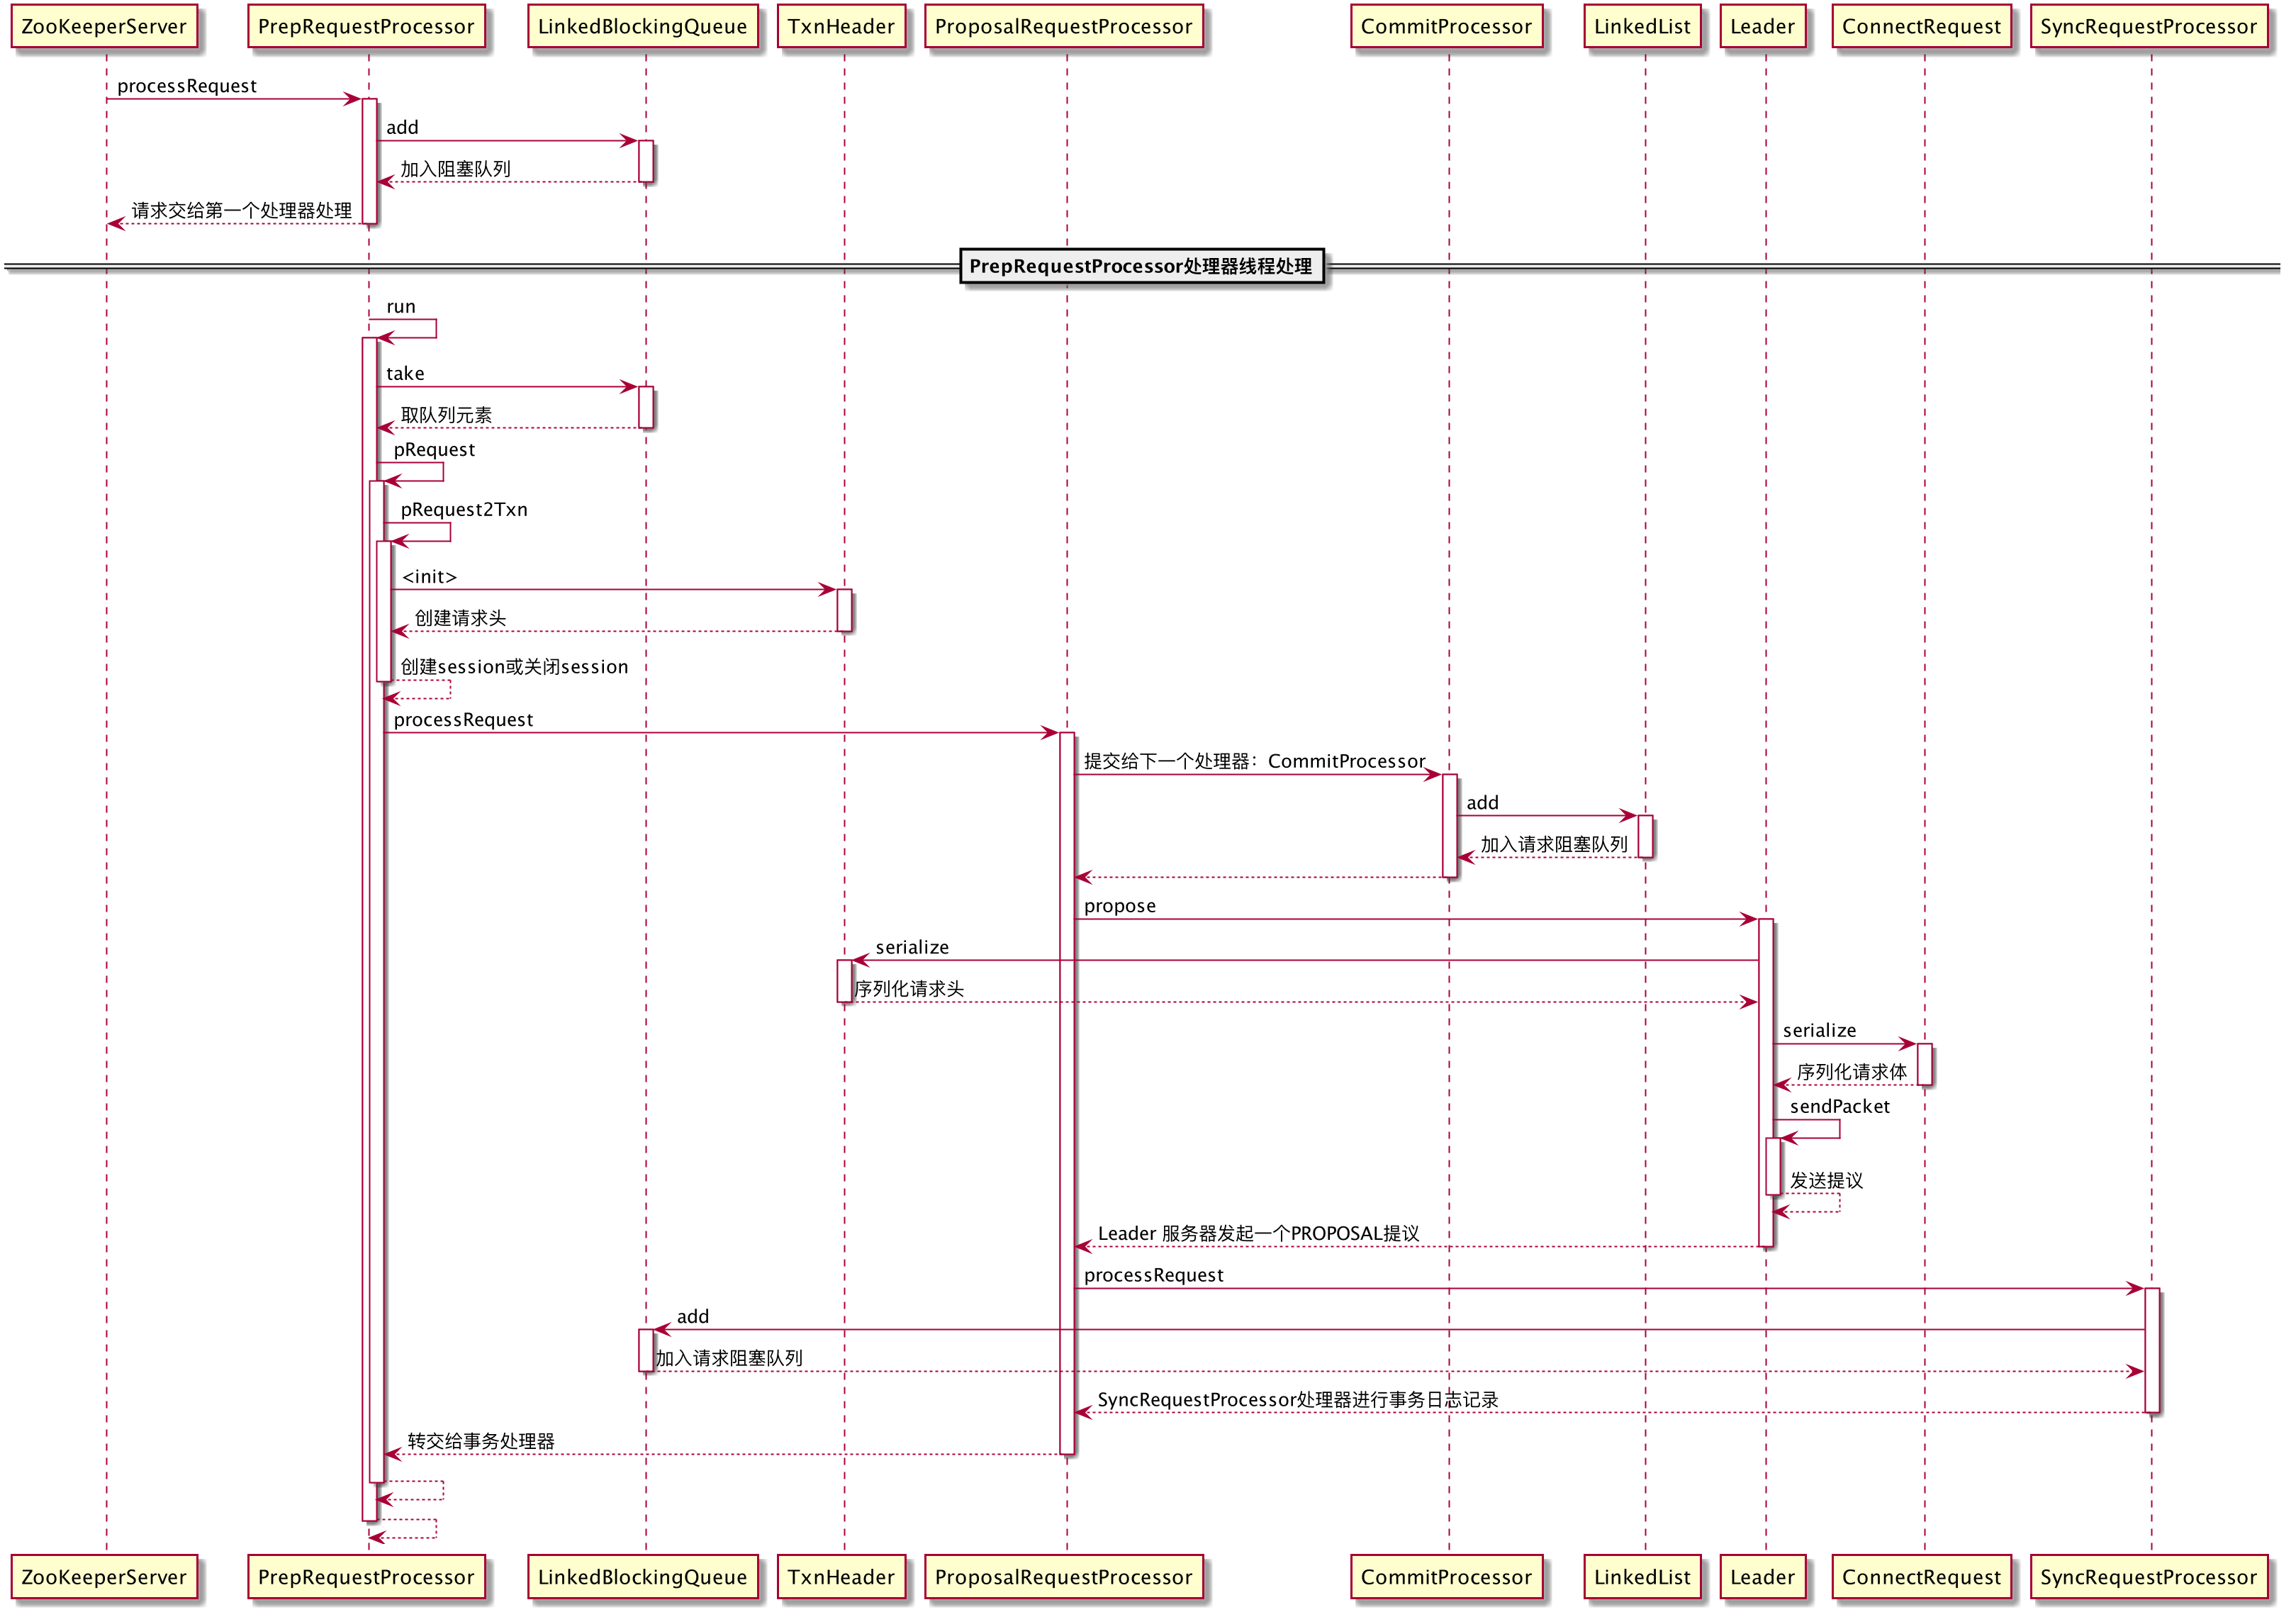 ZooKeeperServer
PrepRequestProcessor
LinkedBlockingQueue
TxnHeader
ProposalRequestProcessor
CommitProcessor
LinkedList
Leader
ConnectRequest
SyncRequestProcessor
processRequest
add
加入阻塞队列
请求交给第一个处理器处理
PrepRequestProcessor处理器线程处理
run
take
取队列元素
pRequest
pRequest2Txn
<init>
创建请求头
创建session或关闭session
processRequest
提交给下一个处理器：CommitProcessor
add
加入请求阻塞队列
propose
serialize
序列化请求头
serialize
序列化请求体
sendPacket
发送提议
Leader 服务器发起一个PROPOSAL提议
processRequest
add
加入请求阻塞队列
SyncRequestProcessor处理器进行事务日志记录
转交给事务处理器
ZooKeeperServer
PrepRequestProcessor
LinkedBlockingQueue
TxnHeader
ProposalRequestProcessor
CommitProcessor
LinkedList
Leader
ConnectRequest
SyncRequestProcessor